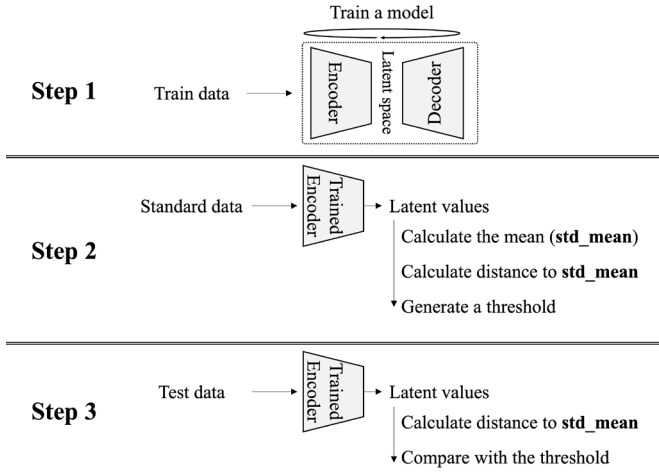 Train a model
Step 1
Train data
Encoder
Latent space
Decoder
Step 2
Standard data
Trained
Encoder
Latent values
Calculate the mean (std_mean)
Calculate distance to std_mean
Generate a threshold
Step 3
Test data
Trained
Encoder
Latent values
Calculate distance to std_mean
Compare with the threshold